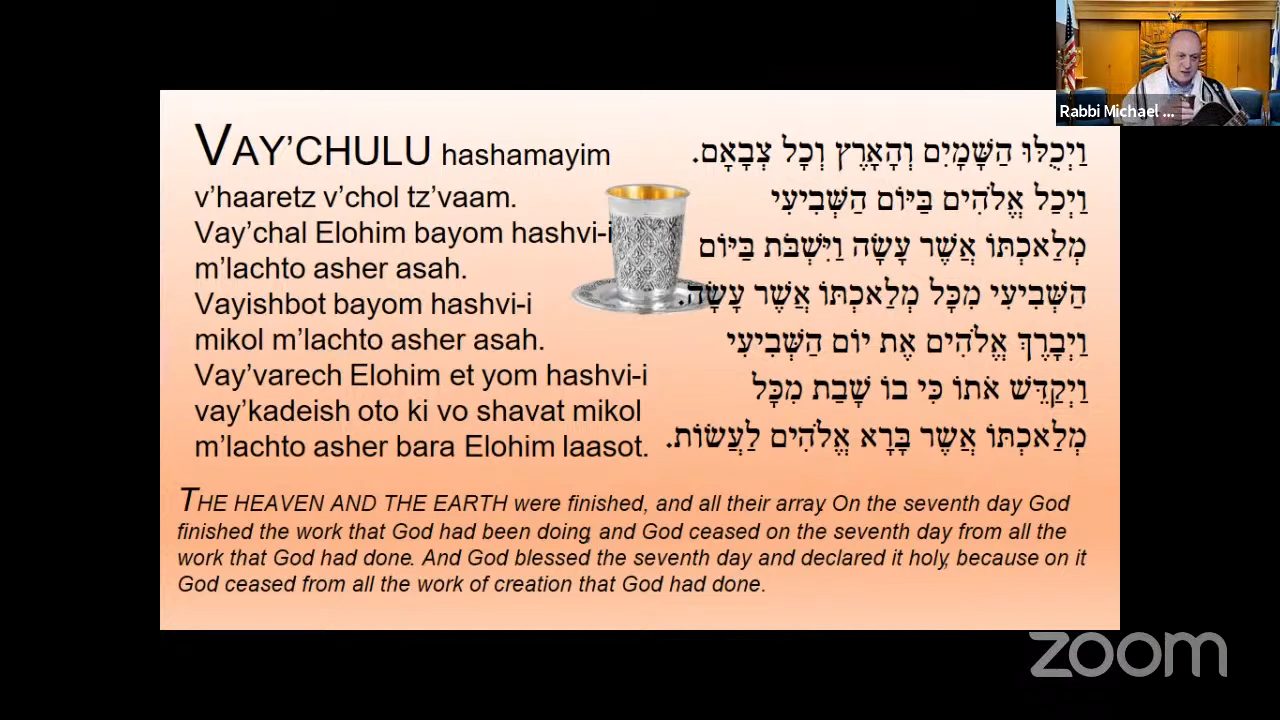 VAY’CHULU hashamayim
v’haaretz v’chol tz’vaam.
Vay’chal Elohim bayom hashvi-i
m’lachto asher asah.
Vayishbot bayom hashvi-i
mikol m’lachto asher asah.
Vay’varech Elohim et yom hashvi-i
vay’kadeish oto ki vo shavat mikol
m’lachto asher bara Elohim laasot.
וַיְכֻלּוּ הַשָּׁמַיִם וְהָאָרֶץ וְכָל צְבָאָם.
וַיְכַל אֱלֹהִים בַּיּוֹם הַשְּׁבִיעִי
מְלַאכְתּוֹ אֲשֶׁר עָשָׂה וַיִּשְׁבֹּת בַּיּוֹם
הַשְּׁבִיעִי מִכָּל מְלַאכְתּוֹ אֲשֶׁר עָשָׂה.
וַיְבָרֶךְ אֱלֹהִים אֶת יוֹם הַשְּׁבִיעִי
וַיְקַדֵּשׁ אֹתוֹ כִּי בוֹ שָׁבַת מִכָּל
מְלַאכְתּוֹ אֲשֶׁר בָּרָא אֱלֹהִים לַעֲשׂוֹת.
THE HEAVEN AND THE EARTH were finished, and all their array. On the seventh day God
finished the work that God had been doing, and God ceased on the seventh day from all the
work that God had done. And God blessed the seventh day and declared it holy, because on it
God ceased from all the work of creation that God had done.
Rabbi Michael ...
zoom